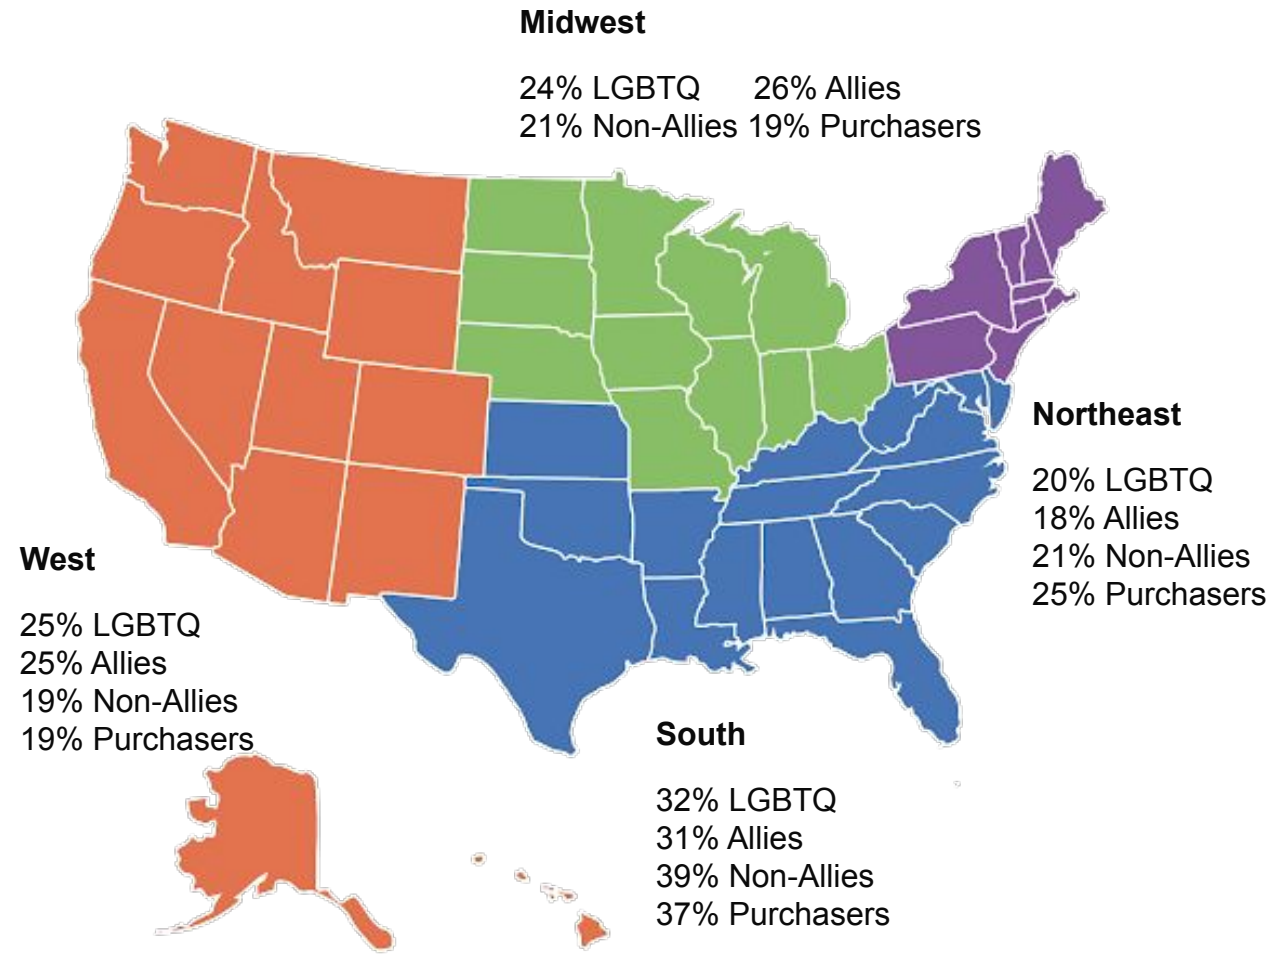 Midwest
24% LGBTQ 26% Allies
21% Non-Allies 19% Purchasers
Northeast
20% LGBTQ
18% Allies
21% Non-Allies
25% Purchasers
West
25% LGBTQ
25% Allies
19% Non-Allies
19% Purchasers
South
32% LGBTQ
31% Allies
39% Non-Allies
37% Purchasers